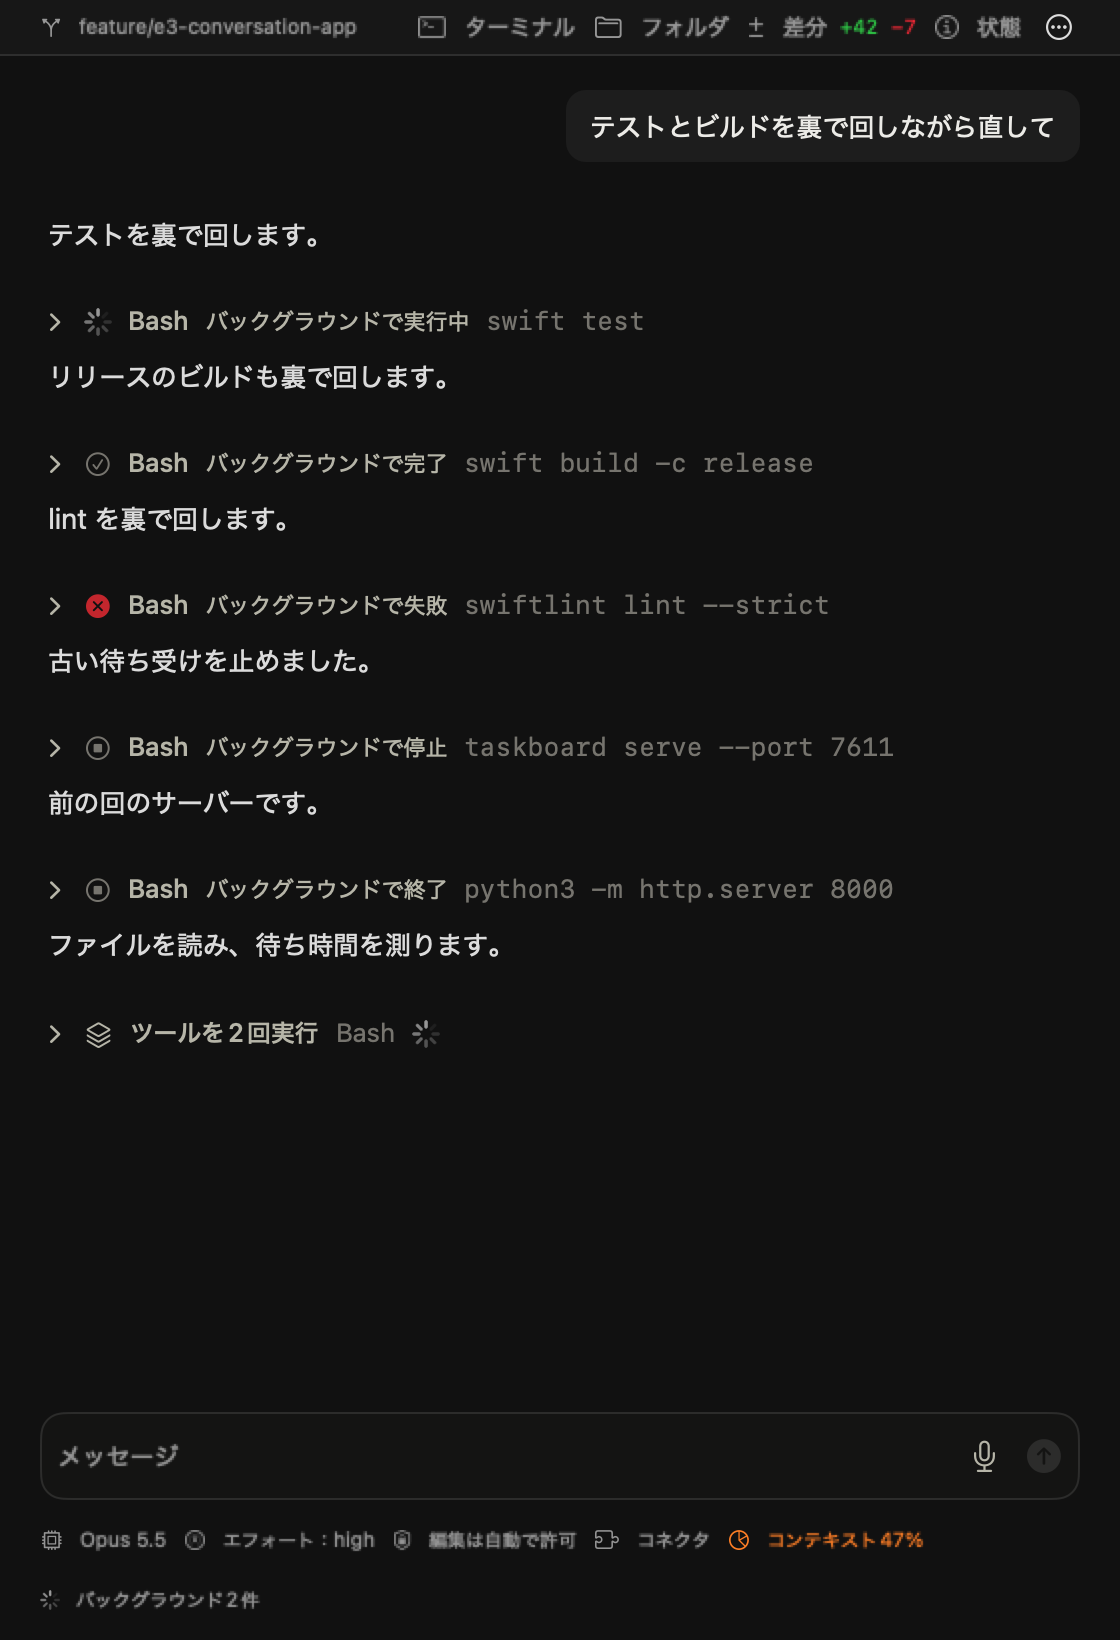 feature/e3-conversation-app ターミナル フォルダ 差分 +42 −7 状態
テストとビルドを裏で回しながら直して
テストを裏で回します。
Bash バックグラウンドで実行中 swift test
リリースのビルドも裏で回します。
Bash バックグラウンドで完了 swift build -c release
lint を裏で回します。
Bash バックグラウンドで失敗 swiftlint lint --strict
古い待ち受けを止めました。
Bash バックグラウンドで停止 taskboard serve --port 7611
前の回のサーバーです。
Bash バックグラウンドで終了 python3 -m http.server 8000
ファイルを読み、待ち時間を測ります。
ツールを2回実行 Bash
メッセージ
Opus 5.5 エフォート：high 編集は自動で許可 コネクタ コンテキスト 47%
バックグラウンド2件